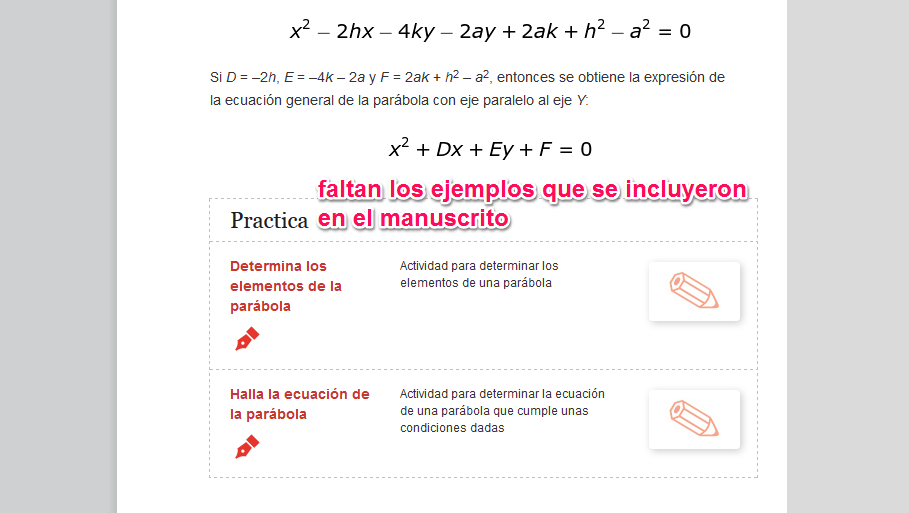 x² – 2hx – 4ky – 2ay + 2ak + h² – a² = 0
Si D = –2h, E = –4k – 2a y F = 2ak + h² – a², entonces se obtiene la expresión de
la ecuación general de la parábola con eje paralelo al eje Y:
x² + Dx + Ey + F = 0
faltan los ejemplos que se incluyeron
en el manuscrito
Practica
Determina los
elementos de la
parábola
Actividad para determinar los
elementos de una parábola
Halla la ecuación de
la parábola
Actividad para determinar la ecuación
de una parábola que cumple unas
condiciones dadas